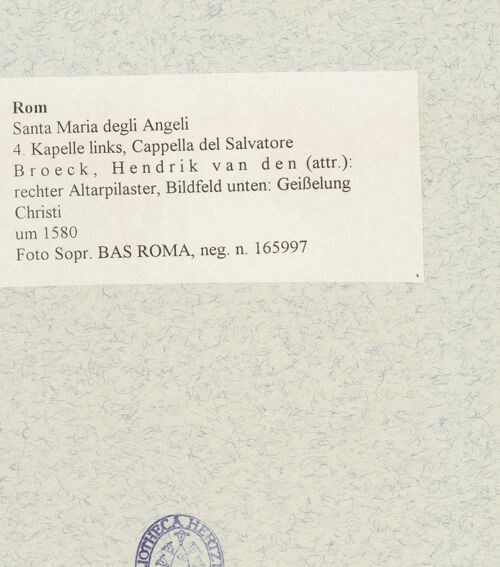 Rom
Santa Maria degli Angeli
4. Kapelle links, Cappella del Salvatore
Broeck, Hendrik van den (attr.):
rechter Altarpilaster, Bildfeld unten: Geißelung
Christi
um 1580
Foto Sopr. BAS ROMA, neg. n. 165997